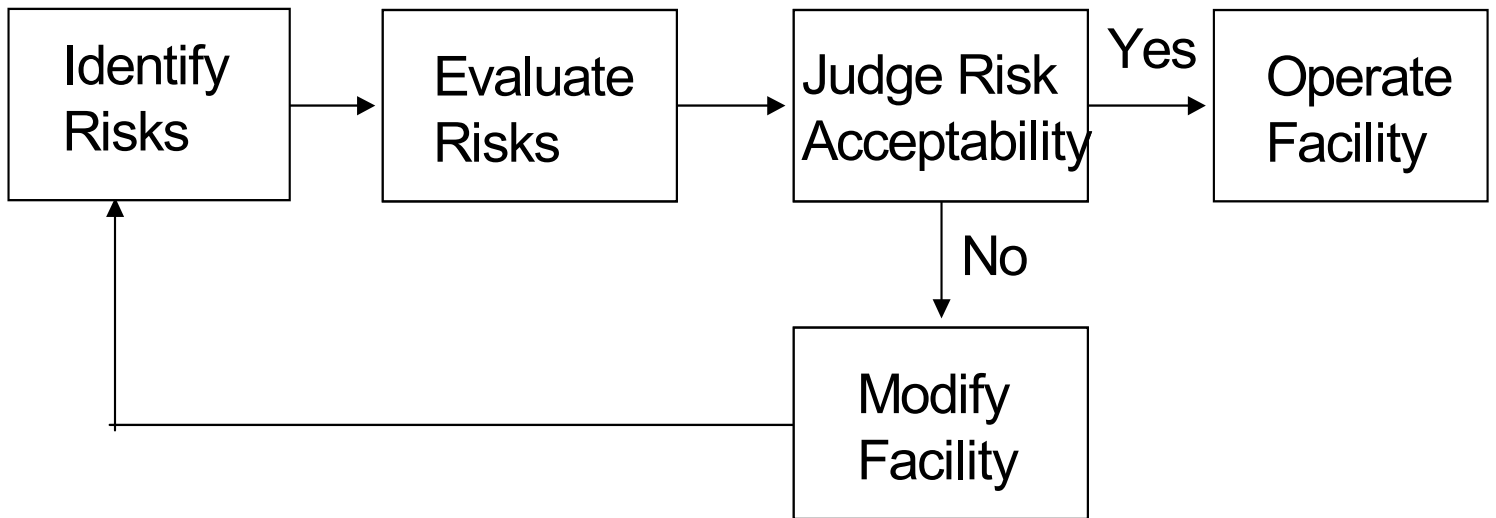 Identify
Risks
Evaluate
Risks
Judge Risk
Acceptability
Yes
Operate
Facility
No
Modify
Facility